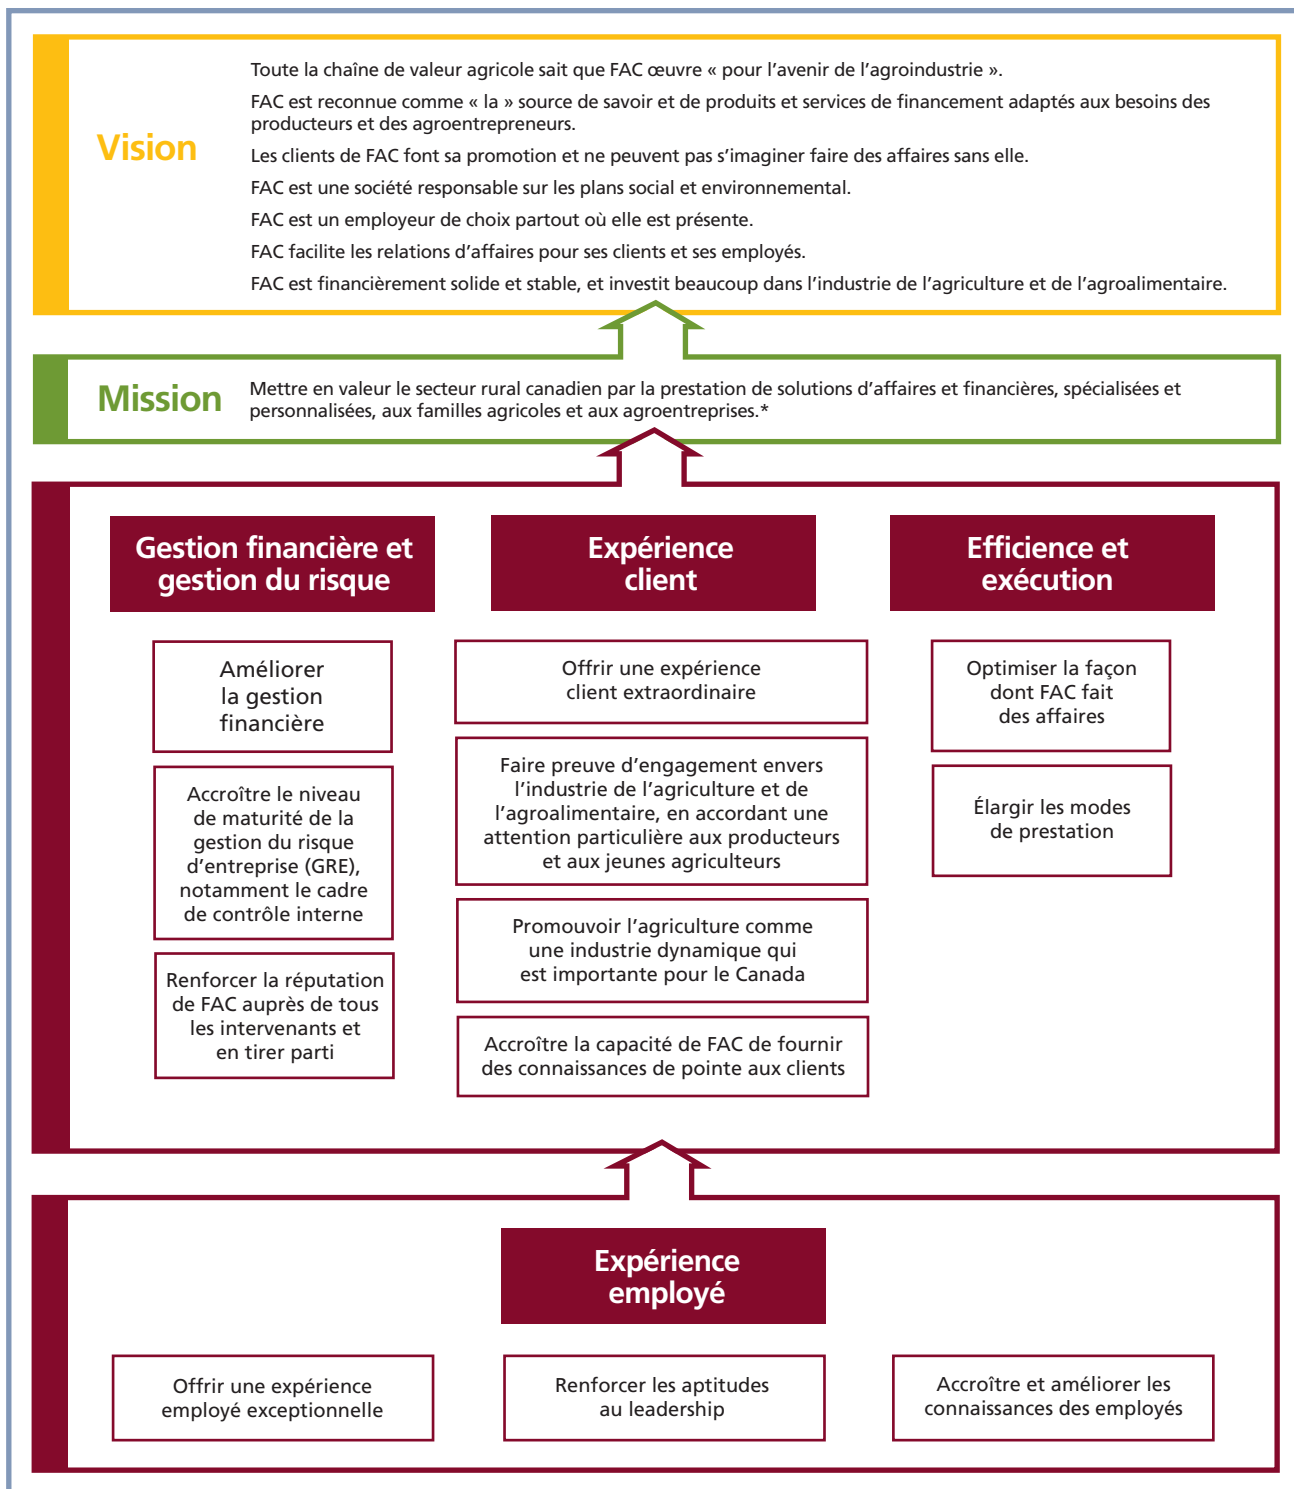 Vision
Toute la chaîne de valeur agricole sait que FAC œuvre « pour l’avenir de l’agroindustrie ».
FAC est reconnue comme « la » source de savoir et de produits et services de financement adaptés aux besoins des
producteurs et des agroentrepreneurs.
Les clients de FAC font sa promotion et ne peuvent pas s’imaginer faire des affaires sans elle.
FAC est une société responsable sur les plans social et environnemental.
FAC est un employeur de choix partout où elle est présente.
FAC facilite les relations d’affaires pour ses clients et ses employés.
FAC est financièrement solide et stable, et investit beaucoup dans l’industrie de l’agriculture et de l’agroalimentaire.
Mission
Mettre en valeur le secteur rural canadien par la prestation de solutions d’affaires et financières, spécialisées et
personnalisées, aux familles agricoles et aux agroentreprises.*
Gestion financière et
gestion du risque
Améliorer
la gestion
financière
Accroître le niveau
de maturité de la
gestion du risque
d’entreprise (GRE),
notamment le cadre
de contrôle interne
Renforcer la réputation
de FAC auprès de tous
les intervenants et
en tirer parti
Expérience
client
Offrir une expérience
client extraordinaire
Faire preuve d’engagement envers
l’industrie de l’agriculture et de
l’agroalimentaire, en accordant une
attention particulière aux producteurs
et aux jeunes agriculteurs
Promouvoir l’agriculture comme
une industrie dynamique qui
est importante pour le Canada
Accroître la capacité de FAC de fournir
des connaissances de pointe aux clients
Efficience et
exécution
Optimiser la façon
dont FAC fait
des affaires
Élargir les modes
de prestation
Expérience
employé
Offrir une expérience
employé exceptionnelle
Renforcer les aptitudes
au leadership
Accroître et améliorer les
connaissances des employés